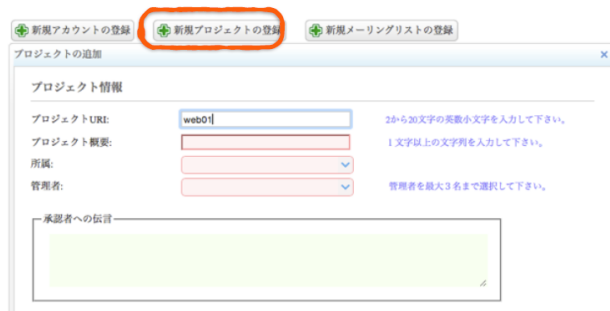 新規アカウントの登録 新規プロジェクトの登録 新規メーリングリストの登録
プロジェクトの追加 ×
プロジェクト情報
プロジェクトURI: web01 2から20文字の英数小文字を入力して下さい。
プロジェクト概要: 1文字以上の文字列を入力して下さい。
所属:
管理者: 管理者を最大3名まで選択して下さい。
承認者への伝言